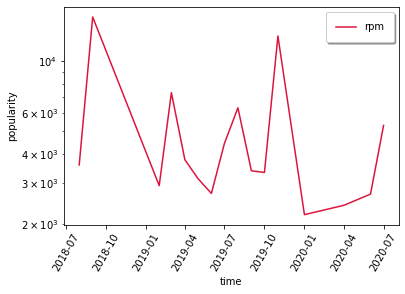 rpm
10⁴
6 × 10³
4 × 10³
3 × 10³
2 × 10³
popularity
2018-07
2018-10
2019-01
2019-04
2019-07
2019-10
2020-01
2020-04
2020-07
time